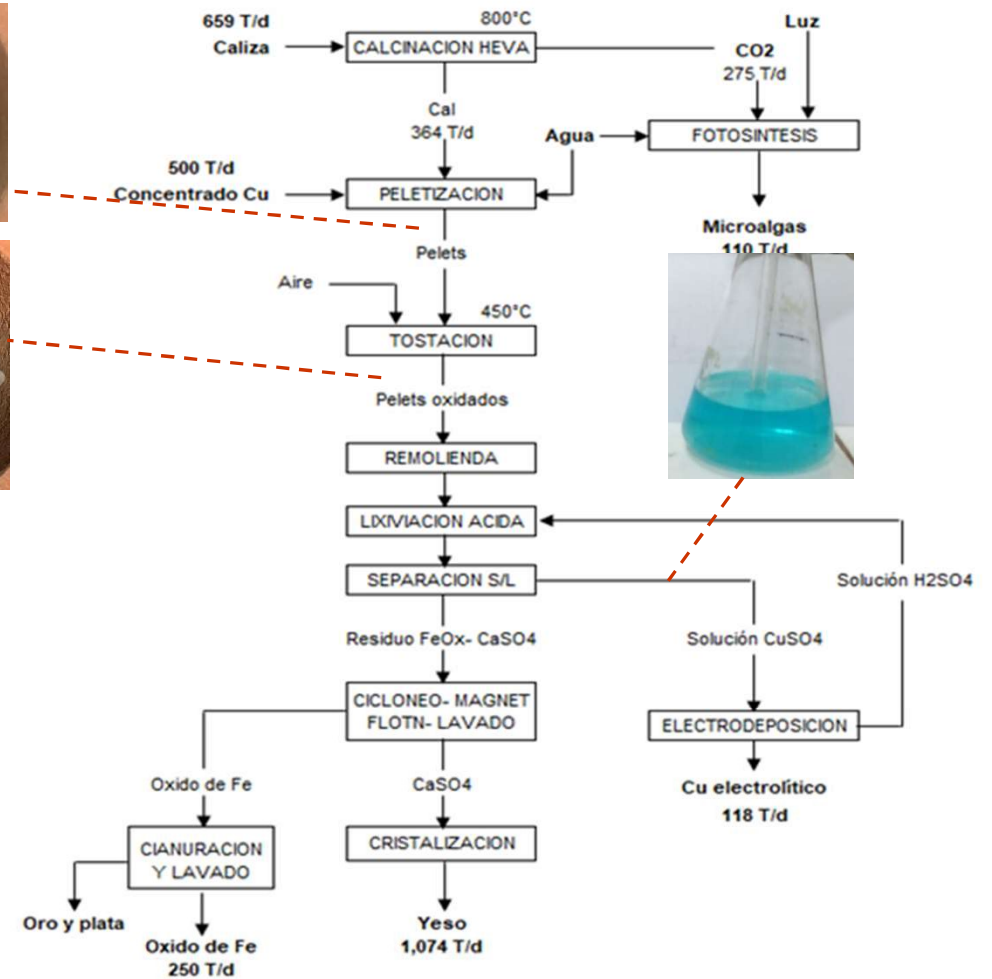 659 T/d
Caliza
800°C
CALCINACION HEVA
Luz
CO2
275 T/d
Cal
364 T/d
Agua
FOTOSINTESIS
500 T/d
Concentrado Cu
PELETIZACION
Microalgas
110 T/d
Pelets
Aire
450°C
TOSTACION
Pelets oxidados
REMOLIENDA
LIXIVIACION ACIDA
SEPARACION S/L
Solución H2SO4
Residuo FeOx- CaSO4
Solución CuSO4
CICLONEO- MAGNET
FLOTN- LAVADO
ELECTRODEPOSICION
Oxido de Fe
CaSO4
Cu electrolítico
118 T/d
CIANURACION
Y LAVADO
CRISTALIZACION
Oro y plata
Yeso
1,074 T/d
Oxido de Fe
250 T/d